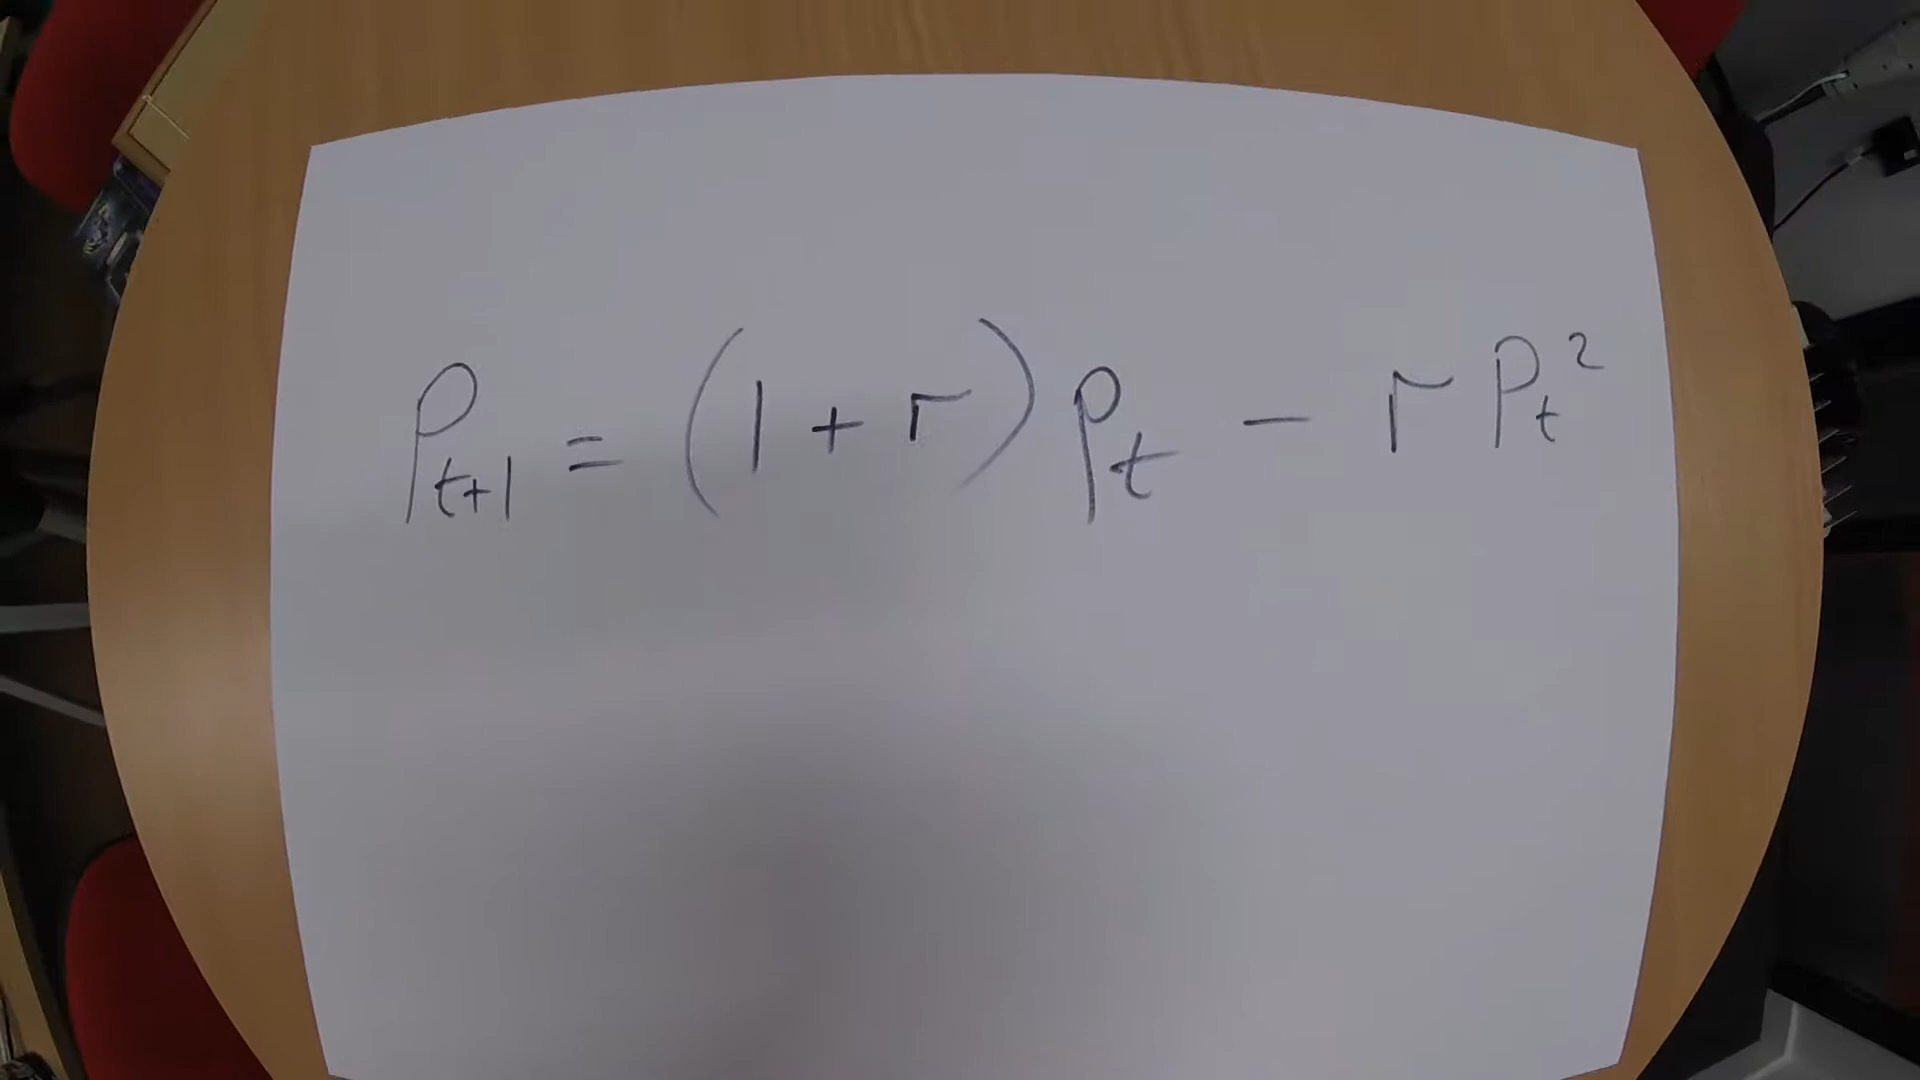 P_{t+1} = (1 + r) P_t - r P_t^2